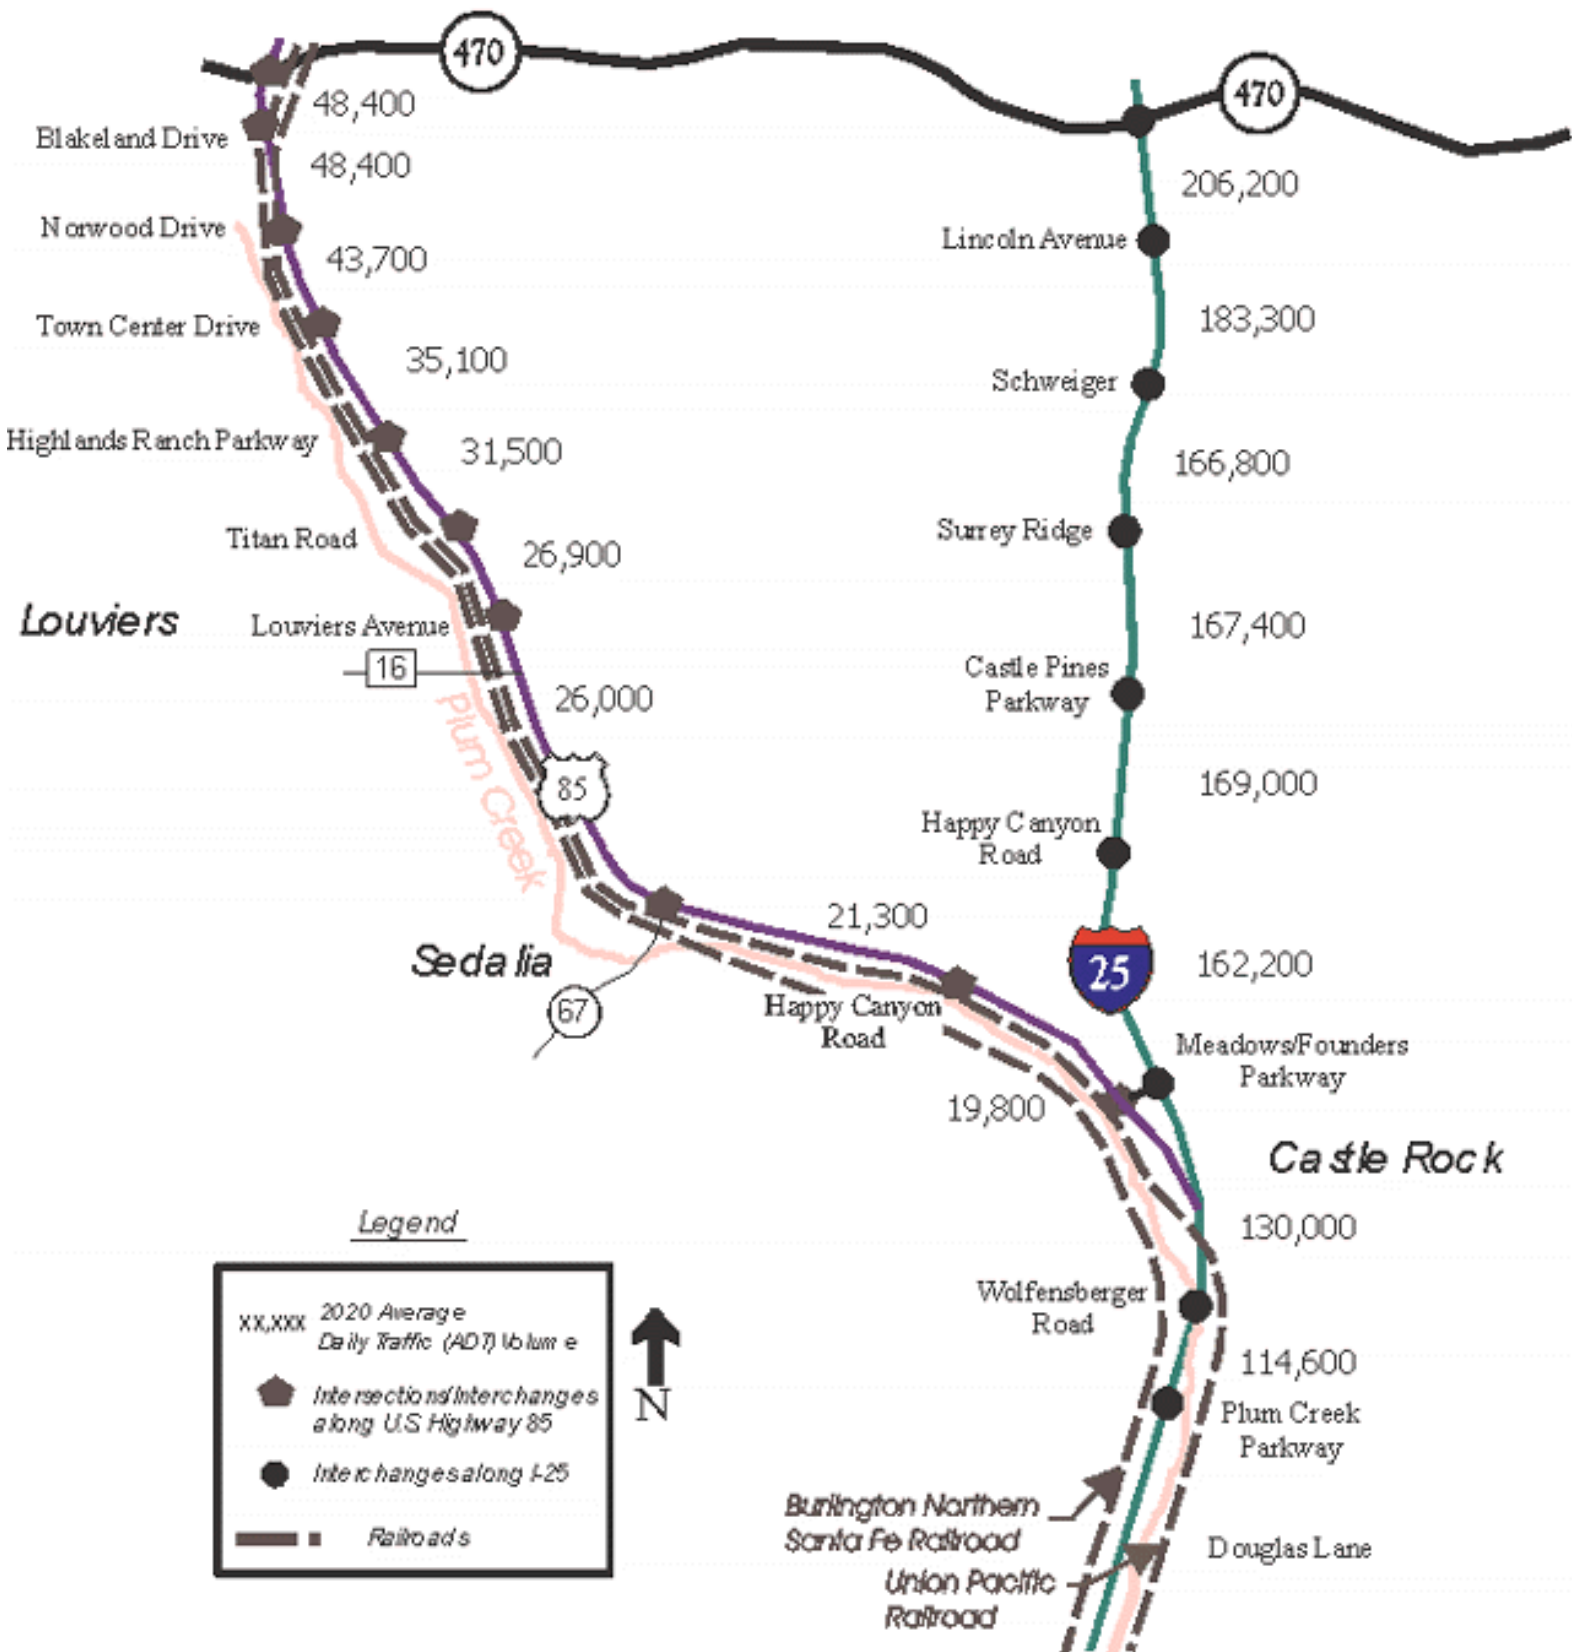 470
470
48,400
Blakeland Drive
48,400
206,200
Norwood Drive
Lincoln Avenue
43,700
Town Center Drive
183,300
35,100
Schweiger
Highlands Ranch Parkway
31,500
166,800
Titan Road
Surrey Ridge
26,900
Louviers
Louviers Avenue
167,400
16
Castle Pines
Parkway
26,000
Plum Creek
85
169,000
Happy Canyon
Road
21,300
Sedalia
25
162,200
67
Happy Canyon
Road
Meadows/Founders
Parkway
19,800
Castle Rock
Legend
130,000
xx,xxx
2020 Average
Daily Traffic (ADT) Volume
Wolfensberger
Road
N
114,600
Intersections/Interchanges
along U.S. Highway 85
Plum Creek
Parkway
Interchanges along I-25
Railroads
Burlington Northern
Santa Fe Railroad
Douglas Lane
Union Pacific
Railroad